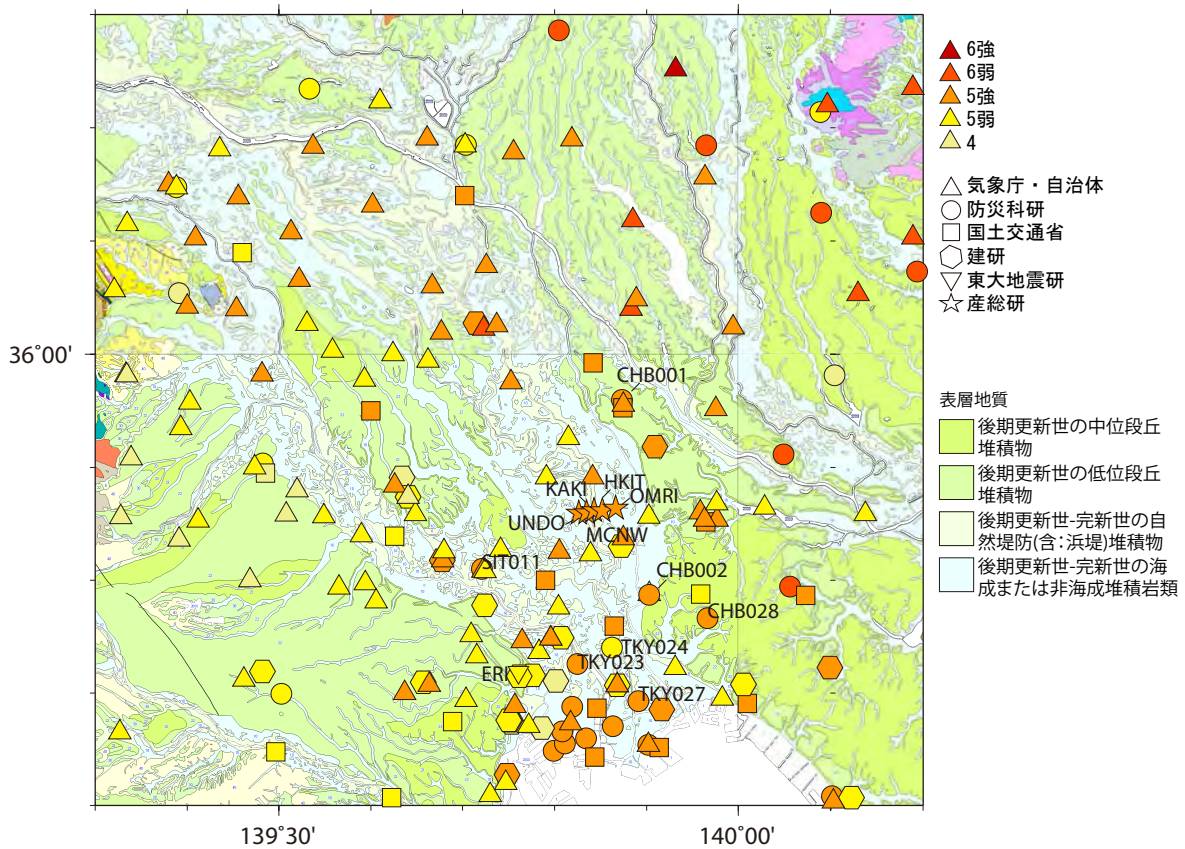 6強
6弱
5強
5弱
4
気象庁・自治体
防災科研
国土交通省
建研
東大地震研
産総研
36°00'
CHB001
表層地質
後期更新世の中位段丘
堆積物
後期更新世の低位段丘
堆積物
後期更新世-完新世の自
然堤防(含:浜堤)堆積物
後期更新世-完新世の海
成または非海成堆積岩類
KAKI
HKIT
OMRI
UNDO
MCNW
SIT011
CHB002
CHB028
TKY024
TKY023
ERI
TKY027
139°30'
140°00'